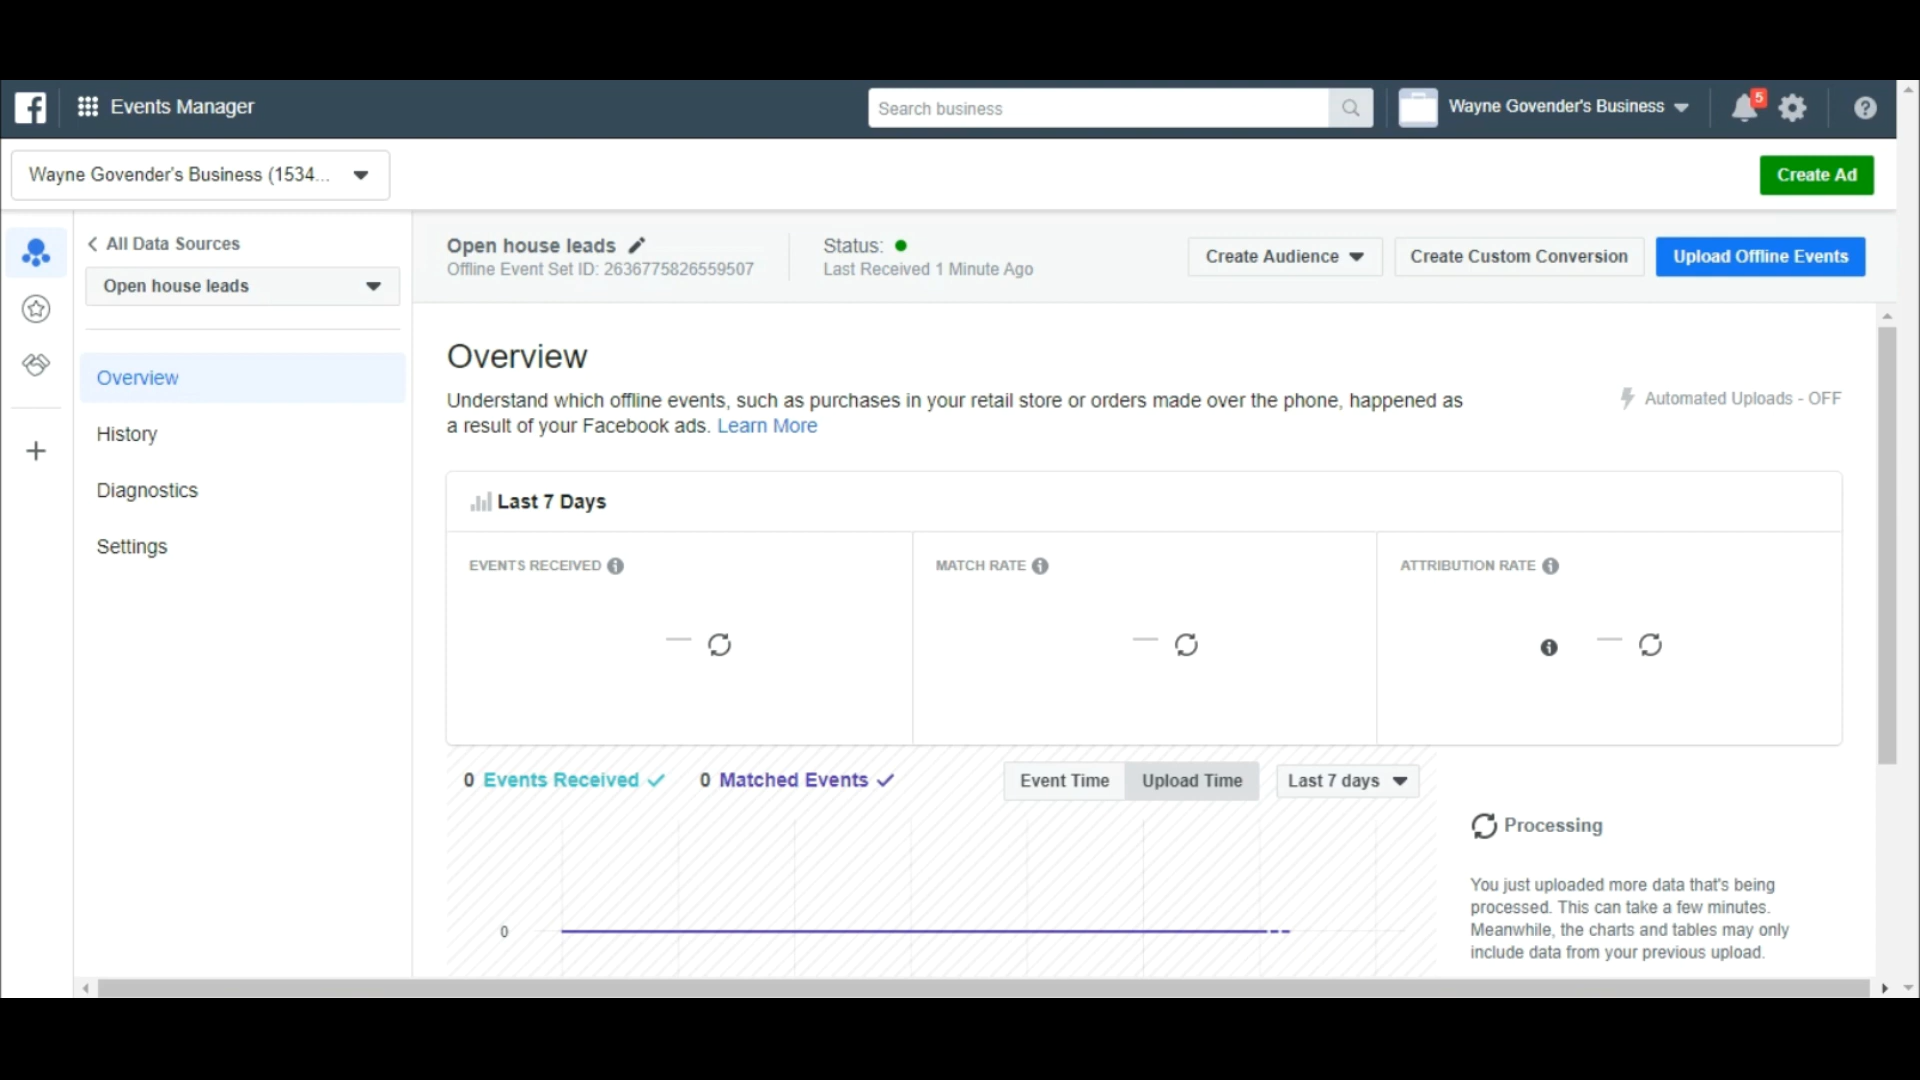 Events Manager
Search business
Wayne Govender's Business
5
Wayne Govender's Business (1534...
Create Ad
All Data Sources
Open house leads
Overview
History
Diagnostics
Settings
Open house leads
Offline Event Set ID: 2636775826559507
Status:
Last Received 1 Minute Ago
Create Audience
Create Custom Conversion
Upload Offline Events
Overview
Understand which offline events, such as purchases in your retail store or orders made over the phone, happened as
a result of your Facebook ads. Learn More
Automated Uploads - OFF
Last 7 Days
EVENTS RECEIVED
MATCH RATE
ATTRIBUTION RATE
0 Events Received
0 Matched Events
Event Time
Upload Time
Last 7 days
0
Processing
You just uploaded more data that's being
processed. This can take a few minutes.
Meanwhile, the charts and tables may only
include data from your previous upload.